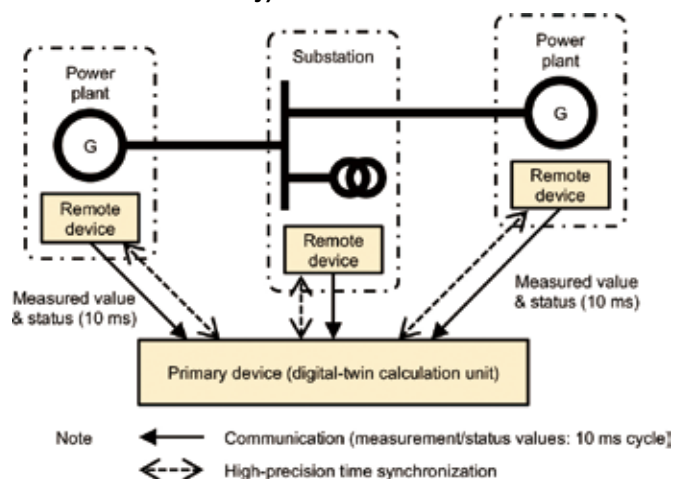 Power
plant
G
Remote
device
Substation
Remote
device
Power
plant
G
Remote
device
Measured value
& status (10 ms)
Measured value
& status (10 ms)
Primary device (digital-twin calculation unit)
Note
Communication (measurement/status values: 10 ms cycle)
High-precision time synchronization